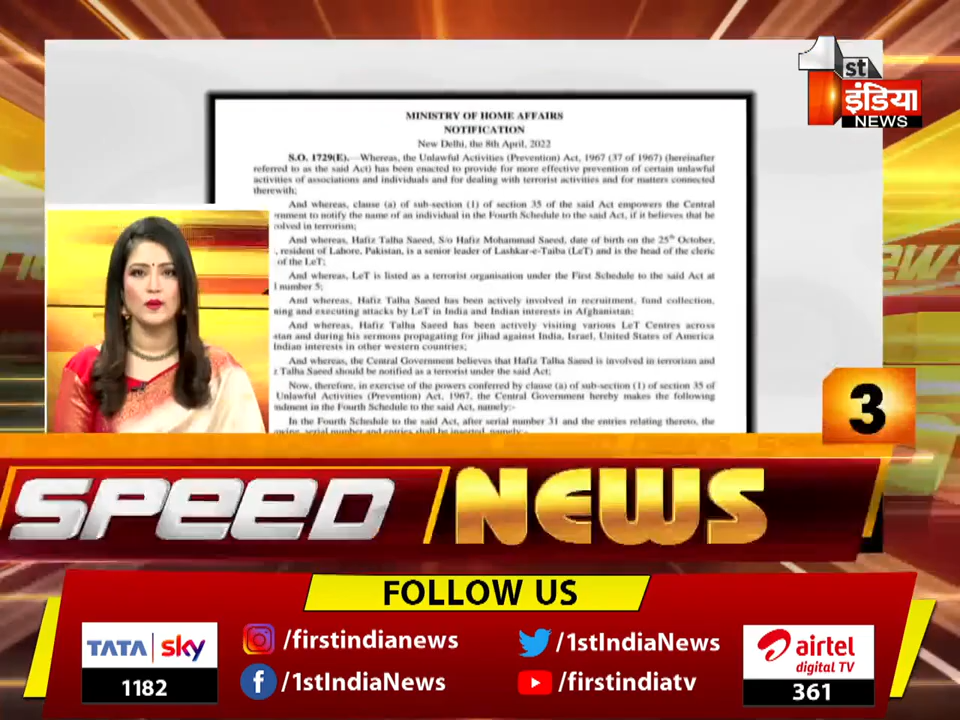 1st
इंडिया
NEWS
MINISTRY OF HOME AFFAIRS
NOTIFICATION
New Delhi, the 8th April, 2022
S.O. 1729(E).—Whereas, the Unlawful Activities (Prevention) Act, 1967 (37 of 1967) (hereinafter
referred to as the said Act) has been enacted to provide for more effective prevention of certain unlawful
activities of associations and individuals and for dealing with terrorist activities and for matters connected
therewith;
And whereas, clause (a) of sub-section (1) of section 35 of the said Act empowers the Central
to notify the name of an individual in the Fourth Schedule to the said Act, if it believes that he
in terrorism;
And whereas, Hafiz Talha Saeed, S/o Hafiz Mohammad Saeed, date of birth on the 25th October,
, resident of Lahore, Pakistan, is a senior leader of Lashkar-e-Taiba (LeT) and is the head of the cleric
of the LeT;
And whereas, LeT is listed as a terrorist organisation under the First Schedule to the said Act at
number 5;
And whereas, Hafiz Talha Saeed has been actively involved in recruitment, fund collection,
ning and executing attacks by LeT in India and Indian interests in Afghanistan;
And whereas, Hafiz Talha Saeed has been actively visiting various LeT Centres across
stan and during his sermons propagating for jihad against India, Israel, United States of America
Indian interests in other western countries;
And whereas, the Central Government believes that Hafiz Talha Saeed is involved in terrorism and
Talha Saeed should be notified as a terrorist under the said Act;
Now, therefore, in exercise of the powers conferred by clause (a) of sub-section (1) of section 35 of
Unlawful Activities (Prevention) Act, 1967, the Central Government hereby makes the following
ndment in the Fourth Schedule to the said Act, namely:-
In the Fourth Schedule to the said Act, after serial number 31 and the entries relating thereto, the
serial number and entries shall be inserted, namely:-
3
SPEED NEWS
FOLLOW US
TATA sky
1182
/firstindianews
/1stIndiaNews
/1stIndiaNews
/firstindiatv
airtel
digital TV
361